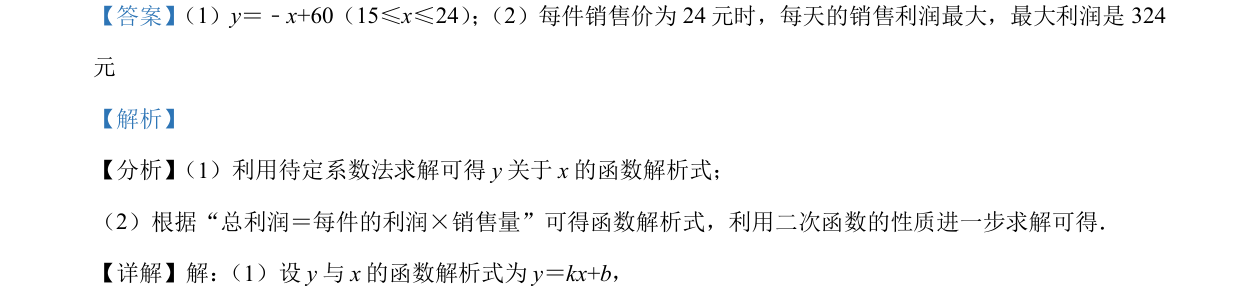 【答案】（1）y＝﹣x+60（15≤x≤24）；（2）每件销售价为 24 元时，每天的销售利润最大，最大利润是 324
元
【解析】
【分析】（1）利用待定系数法求解可得 y 关于 x 的函数解析式；
（2）根据“总利润＝每件的利润×销售量”可得函数解析式，利用二次函数的性质进一步求解可得．
【详解】解：（1）设 y 与 x 的函数解析式为 y＝kx+b，